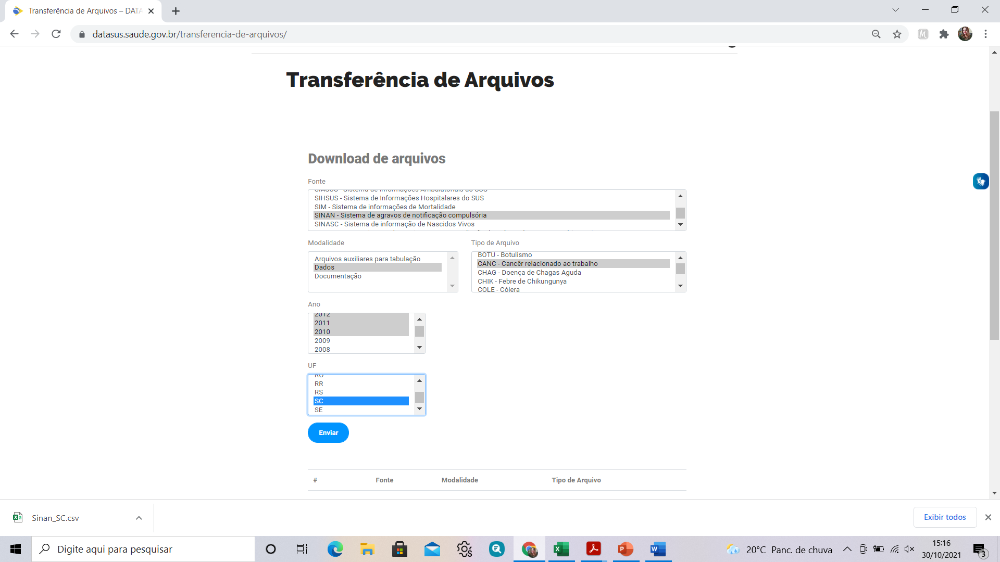 Transferência de Arquivos – DATA
datasus.saude.gov.br/transferencia-de-arquivos/
Transferência de Arquivos
Download de arquivos
Fonte
SIHSUS - Sistema de Informações Hospitalares do SUS
SIM - Sistema de informações de Mortalidade
SINAN - Sistema de agravos de notificação compulsória
SINASC - Sistema de informação de Nascidos Vivos
Modalidade
Arquivos auxiliares para tabulação
Dados
Documentação
Tipo de Arquivo
BOTU - Botulismo
CANC - Cancêr relacionado ao trabalho
CHAG - Doença de Chagas Aguda
CHIK - Febre de Chikungunya
COLE - Cólera
Ano
2012
2011
2010
2009
2008
UF
RO
RR
RS
SC
SE
Enviar
# Fonte Modalidade Tipo de Arquivo
Sinan_SC.csv
Exibir todos
Digite aqui para pesquisar
20°C Panc. de chuva
15:16
30/10/2021
3